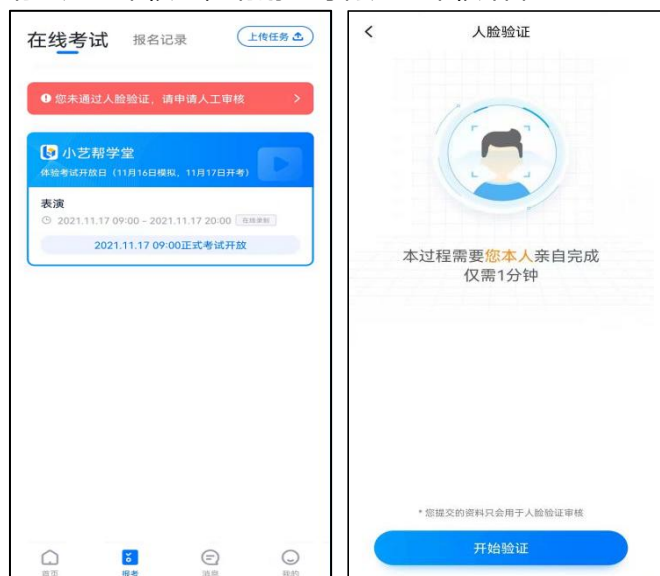 在线考试
报名记录
上传任务
您未通过人脸验证，请申请人工审核
小艺帮学堂
体验考试开放日（11月16日模拟，11月17日开考）
表演
2021.11.17 09:00 - 2021.11.17 20:00 在线录制
2021.11.17 09:00正式考试开放
首页
报考
消息
我的
人脸验证
本过程需要您本人亲自完成
仅需1分钟
*您提交的资料只会用于人脸验证审核
开始验证